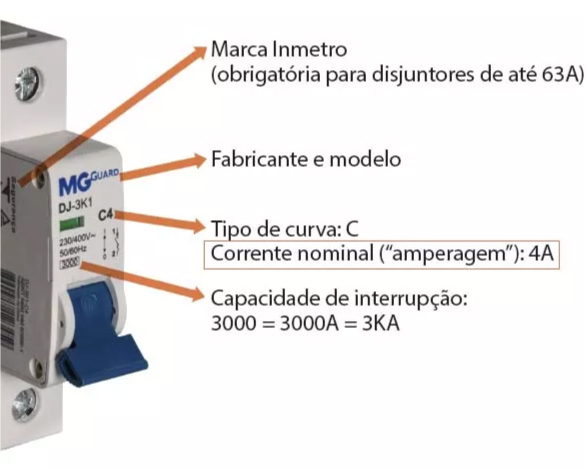 Marca Inmetro
(obrigatória para disjuntores de até 63A)
Fabricante e modelo
MG GUARD
DJ-3K1
C4
230/400V~
50/60Hz
3000
Tipo de curva: C
Corrente nominal (“amperagem”): 4A
Capacidade de interrupção:
3000 = 3000A = 3KA